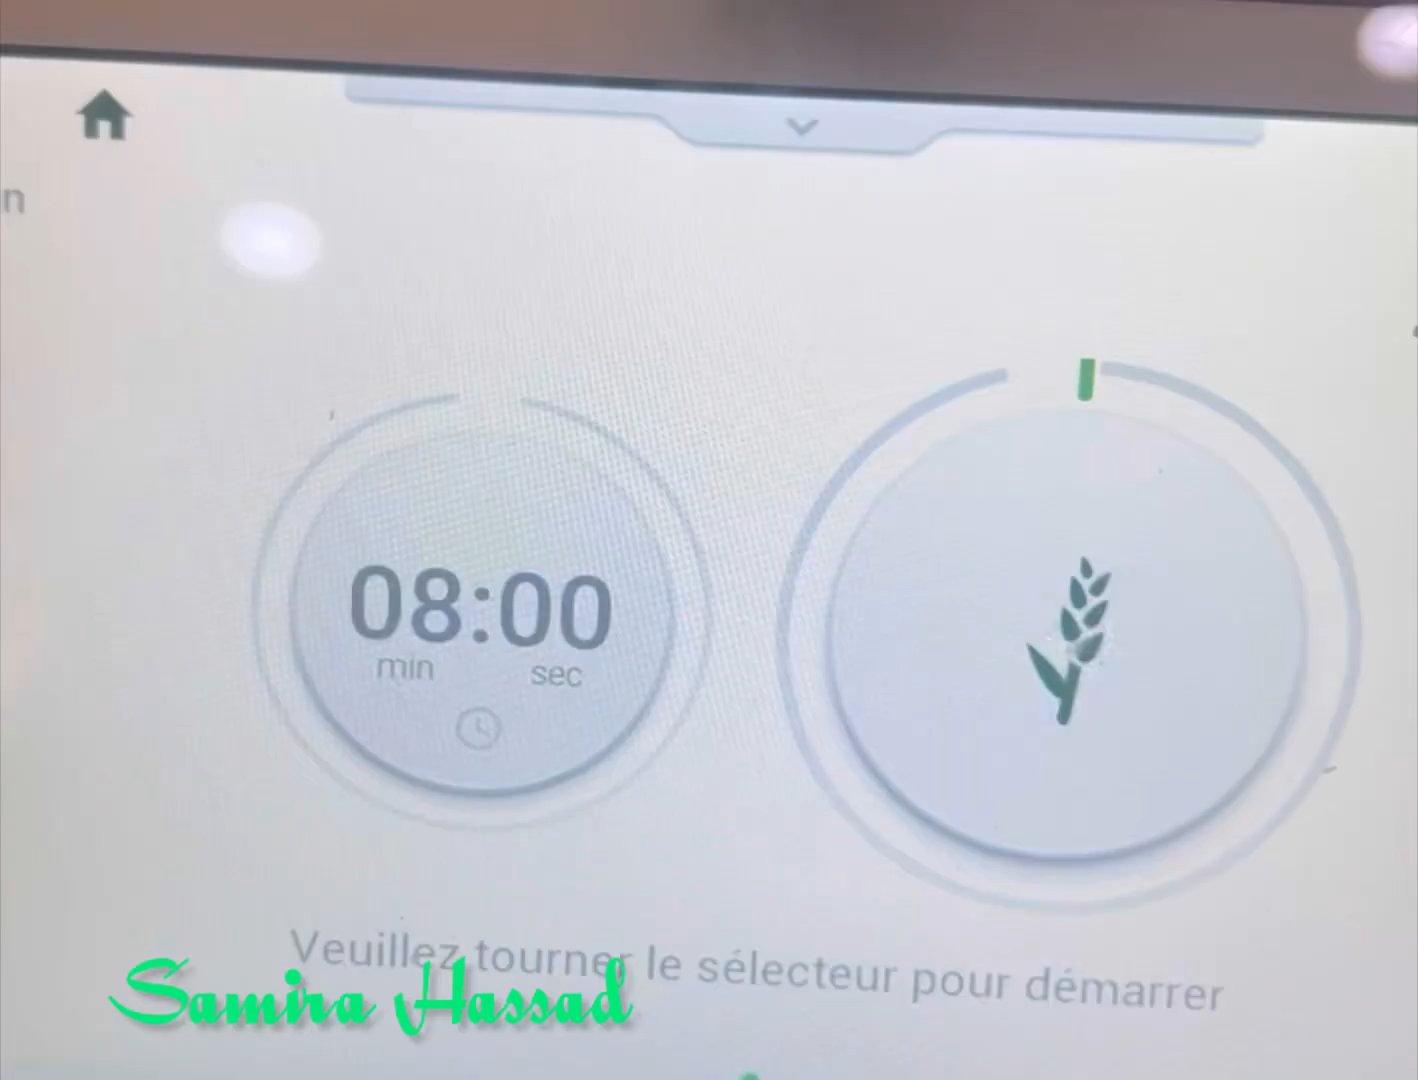 n
08:00
min sec
Veuillez tourner le sélecteur pour démarrer
Samira Hassad